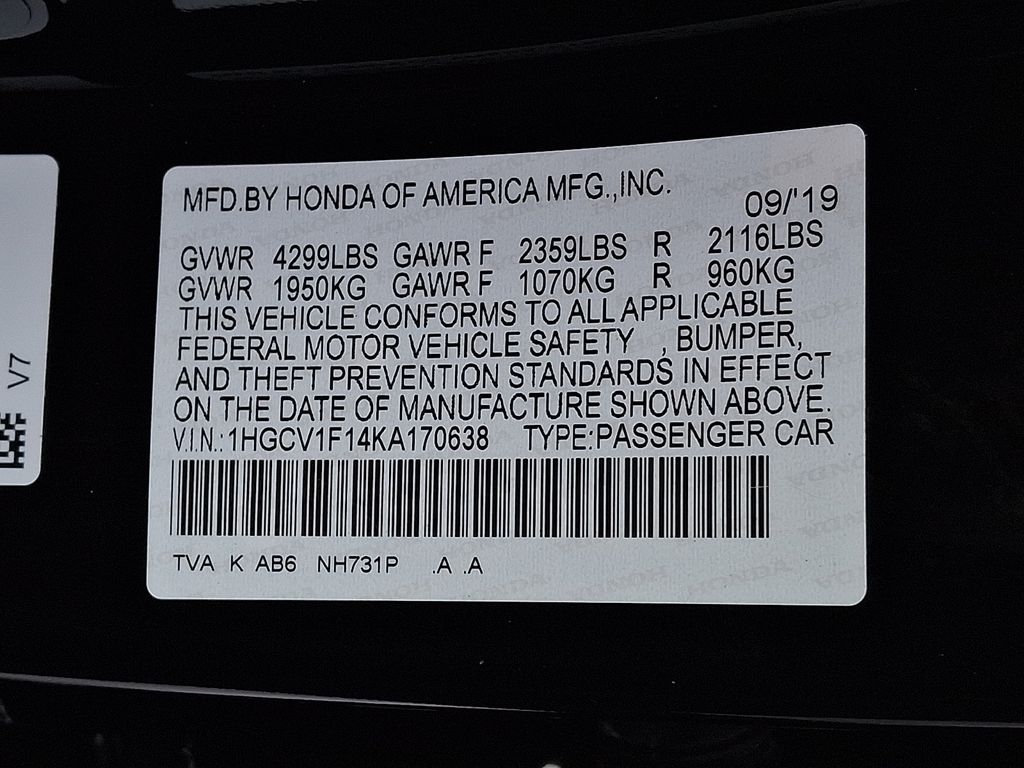 MFD.BY HONDA OF AMERICA MFG.,INC.
09/'19
GVWR 4299LBS GAWR F 2359LBS R 2116LBS
GVWR 1950KG GAWR F 1070KG R 960KG
THIS VEHICLE CONFORMS TO ALL APPLICABLE
FEDERAL MOTOR VEHICLE SAFETY , BUMPER,
AND THEFT PREVENTION STANDARDS IN EFFECT
ON THE DATE OF MANUFACTURE SHOWN ABOVE.
V.I.N.:1HGCV1F14KA170638 TYPE:PASSENGER CAR
TVA K AB6 NH731P .A .A
V7